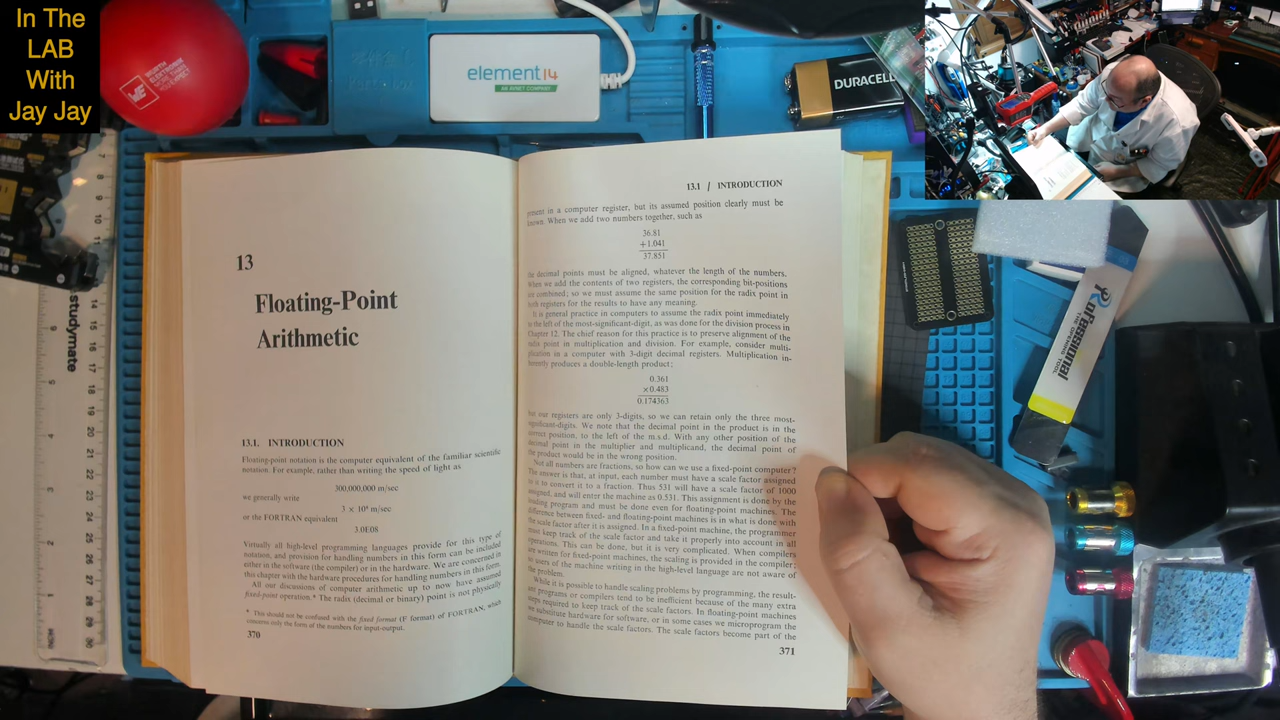 In The
LAB
With
Jay Jay
WURTH
ELEKTRONIK
MORE THAN
YOU EXPECT
element14
AN AVNET COMPANY
DURACELL
studymate
RoFessional
THE OPENING TOOL
13
Floating-Point
Arithmetic
13.1. INTRODUCTION
Floating-point notation is the computer equivalent of the familiar scientific
notation. For example, rather than writing the speed of light as
300,000,000 m/sec
we generally write
3 × 10⁸ m/sec
or the FORTRAN equivalent
3.0E08
Virtually all high-level programming languages provide for this type of
notation, and provision for handling numbers in this form can be included
either in the software (the compiler) or in the hardware. We are concerned in
this chapter with the hardware procedures for handling numbers in this form.
All our discussions of computer arithmetic up to now have assumed
fixed-point operation.* The radix (decimal or binary) point is not physically
* This should not be confused with the fixed format (F format) of FORTRAN, which
concerns only the form of the numbers for input-output.
370
13.1 / INTRODUCTION
present in a computer register, but its assumed position clearly must be
known. When we add two numbers together, such as
36.81
+1.041
37.851
the decimal points must be aligned, whatever the length of the numbers.
When we add the contents of two registers, the corresponding bit-positions
are combined; so we must assume the same position for the radix point in
both registers for the results to have any meaning.
It is general practice in computers to assume the radix point immediately
to the left of the most-significant-digit, as was done for the division process in
Chapter 12. The chief reason for this practice is to preserve alignment of the
radix point in multiplication and division. For example, consider multi-
plication in a computer with 3-digit decimal registers. Multiplication in-
herently produces a double-length product;
0.361
×0.483
0.174363
but our registers are only 3-digits, so we can retain only the three most-
significant-digits. We note that the decimal point in the product is in the
correct position, to the left of the m.s.d. With any other position of the
decimal point in the multiplier and multiplicand, the decimal point of
the product would be in the wrong position.
Not all numbers are fractions, so how can we use a fixed-point computer?
The answer is that, at input, each number must have a scale factor assigned
to it to convert it to a fraction. Thus 531 will have a scale factor of 1000
assigned, and will enter the machine as 0.531. This assignment is done by the
loading program and must be done even for floating-point machines. The
difference between fixed- and floating-point machines is in what is done with
the scale factor after it is assigned. In a fixed-point machine, the programmer
must keep track of the scale factor and take it properly into account in all
operations. This can be done, but it is very complicated. When compilers
are written for fixed-point machines, the scaling is provided in the compiler;
so users of the machine writing in the high-level language are not aware of
the problem.
While it is possible to handle scaling problems by programming, the result-
ant programs or compilers tend to be inefficient because of the many extra
steps required to keep track of the scale factors. In floating-point machines
we substitute hardware for software, or in some cases we microprogram the
computer to handle the scale factors. The scale factors become part of the
371